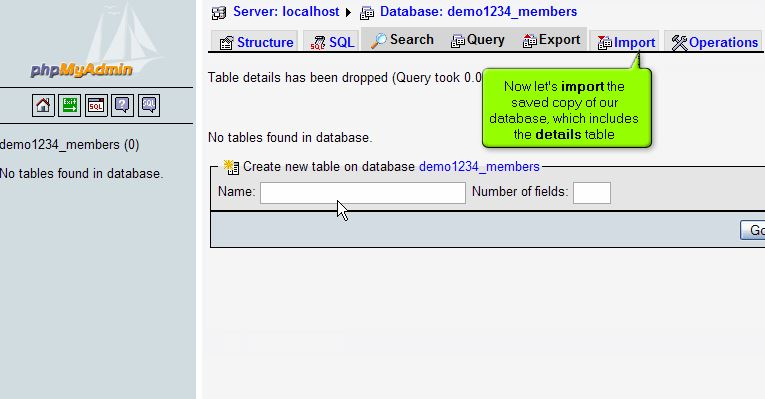 Server: localhost Database: demo1234_members
phpMyAdmin
Structure SQL Search Query Export Import Operations
Exit SQL ? SQL
Table details has been dropped (Query took 0.0
Now let's import the
saved copy of our
database, which includes
the details table
demo1234_members (0)
No tables found in database.
No tables found in database.
Create new table on database demo1234_members
Name: Number of fields:
Go